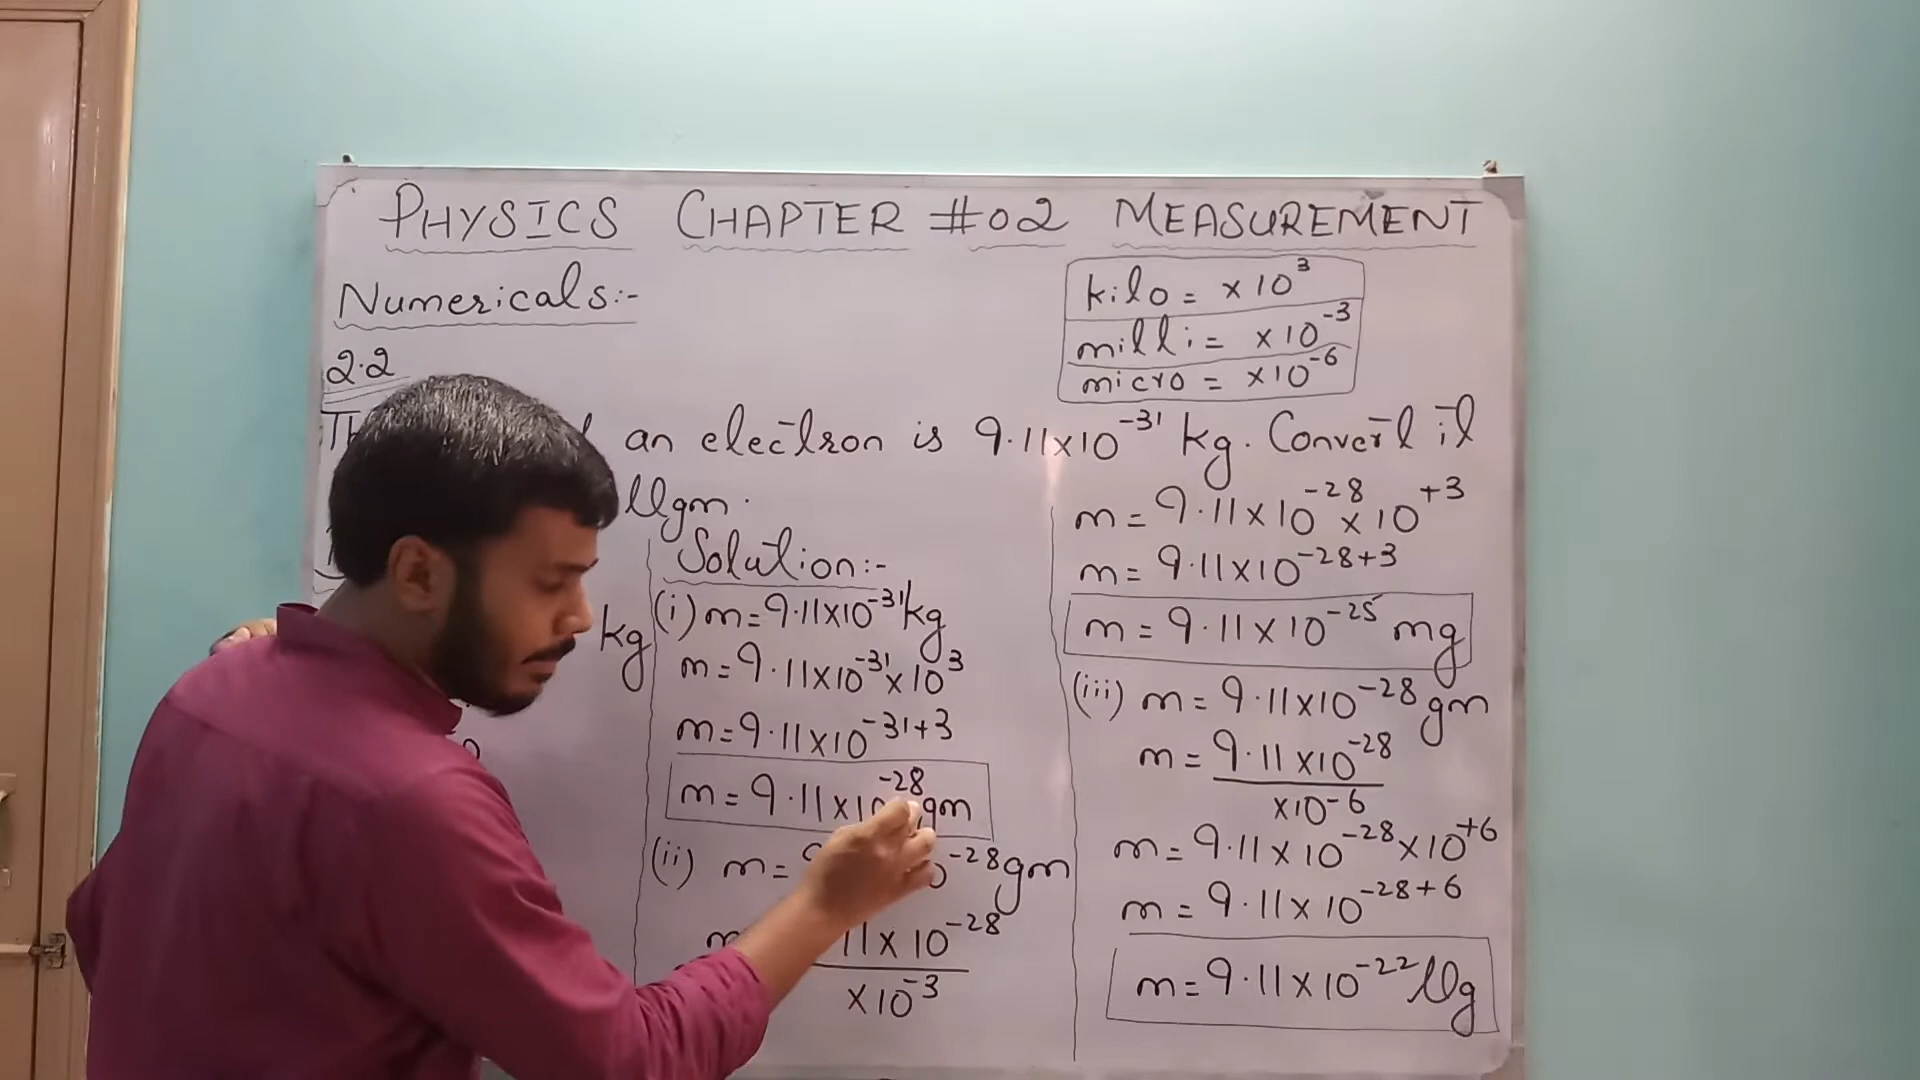 PHYSICS CHAPTER #02 MEASUREMENT
Numericals:-
kilo = ×10³
milli = ×10⁻³
micro = ×10⁻⁶
2.2
an electron is 9.11×10⁻³¹ kg. Convert it
gm.
Solution:-
kg
(i) m=9.11×10⁻³¹kg
m=9.11×10⁻³¹×10³
m=9.11×10⁻³¹⁺³
m=9.11×10⁻²⁸gm
(ii) m= ⁻²⁸gm
11×10⁻²⁸
×10⁻³
m=9.11×10⁻²⁸×10⁺³
m=9.11×10⁻²⁸⁺³
m=9.11×10⁻²⁵ mg
(iii) m=9.11×10⁻²⁸gm
m=9.11×10⁻²⁸
×10⁻⁶
m=9.11×10⁻²⁸×10⁺⁶
m=9.11×10⁻²⁸⁺⁶
m=9.11×10⁻²² µg